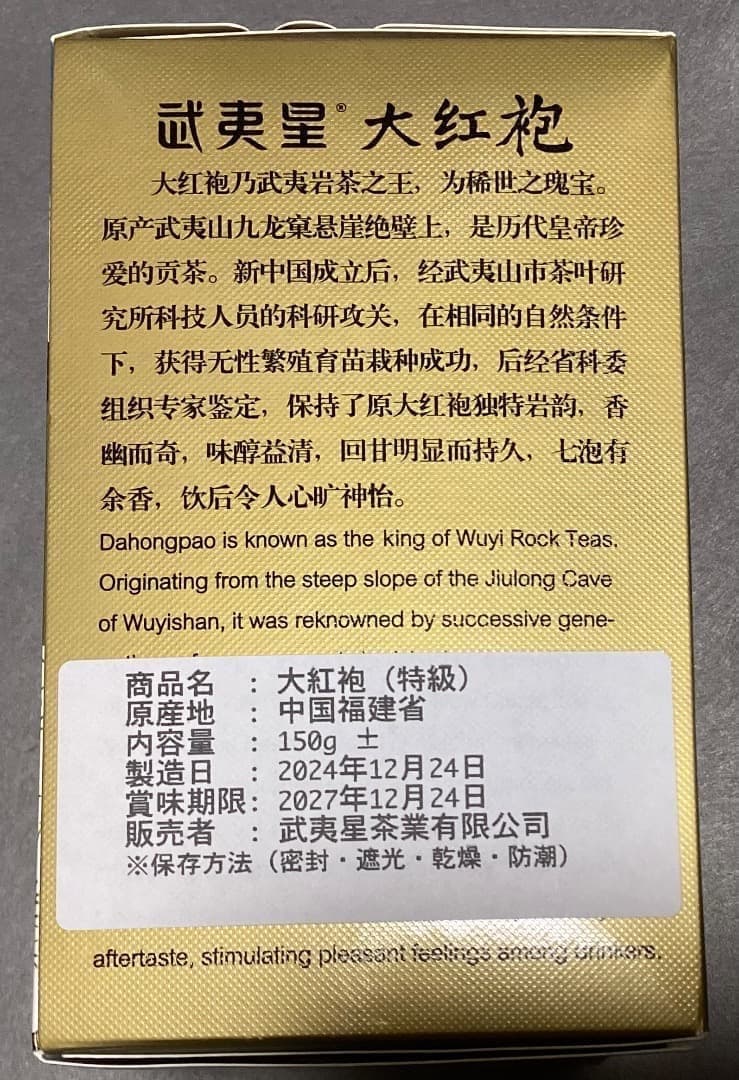 武夷星® 大红袍
大红袍乃武夷岩茶之王，为稀世之瑰宝。
原产武夷山九龙窠悬崖绝壁上，是历代皇帝珍
爱的贡茶。新中国成立后，经武夷山市茶叶研
究所科技人员的科研攻关，在相同的自然条件
下，获得无性繁殖育苗栽种成功，后经省科委
组织专家鉴定，保持了原大红袍独特岩韵，香
幽而奇，味醇益清，回甘明显而持久，七泡有
余香，饮后令人心旷神怡。
Dahongpao is known as the king of Wuyi Rock Teas.
Originating from the steep slope of the Jiulong Cave
of Wuyishan, it was reknowned by successive gene-
商品名 : 大紅袍（特級）
原産地 : 中国福建省
内容量 : 150g ±
製造日 : 2024年12月24日
賞味期限: 2027年12月24日
販売者 : 武夷星茶業有限公司
※保存方法（密封・遮光・乾燥・防潮）
aftertaste, stimulating pleasant feelings among drinkers.